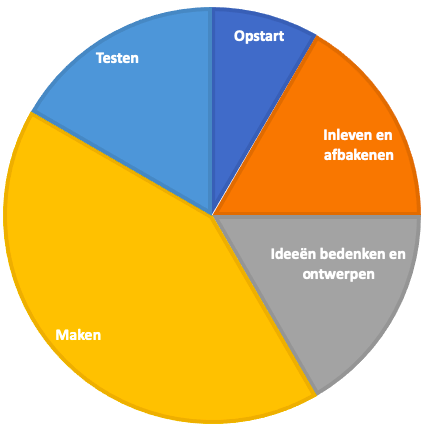 Opstart
Testen
Inleven en
afbakenen
Ideeën bedenken en
ontwerpen
Maken